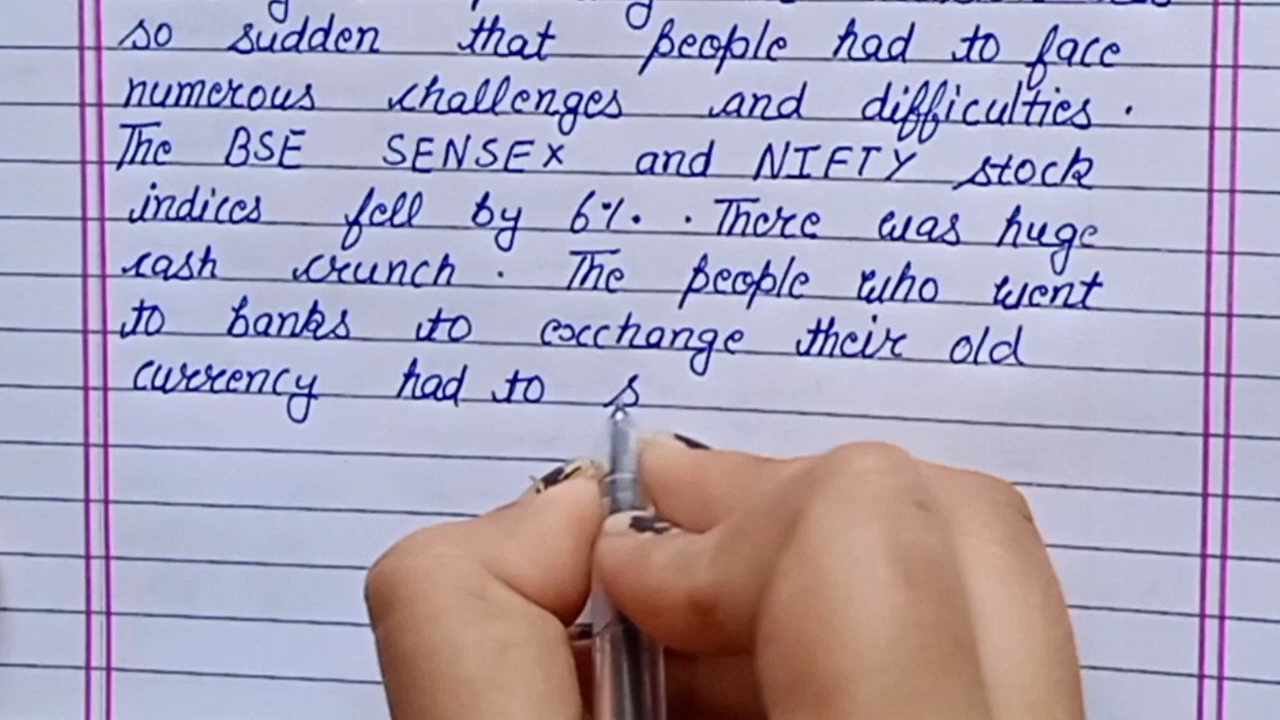 so sudden that people had to face
numerous challenges and difficulties.
The BSE SENSEX and NIFTY stock
indices fell by 6%. There was huge
cash crunch. The people who went
to banks to exchange their old
currency had to s